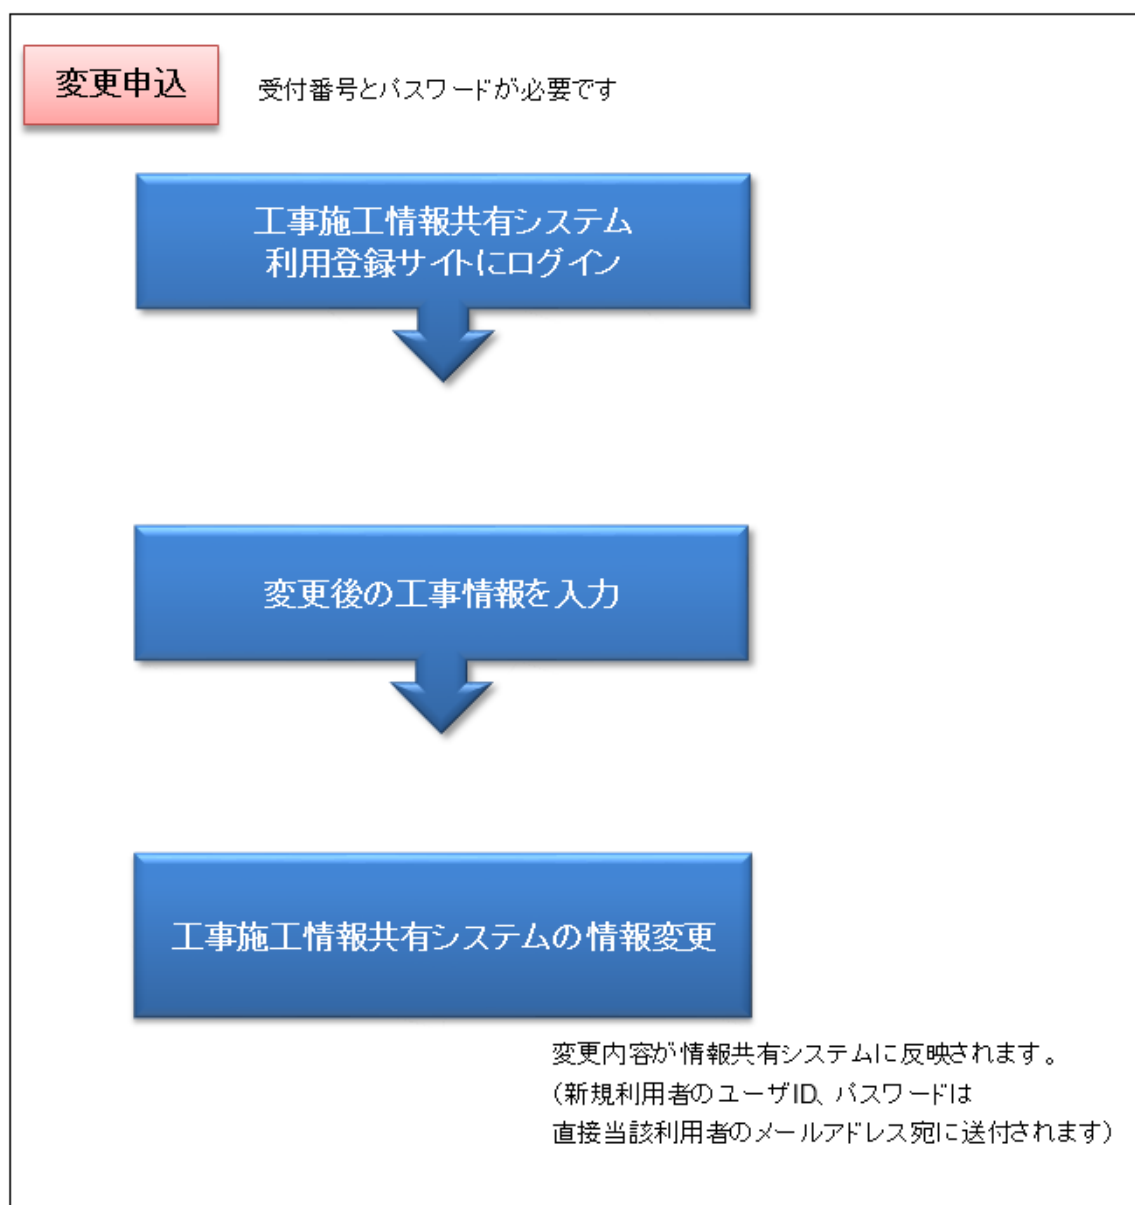 変更申込
受付番号とパスワードが必要です
工事施工情報共有システム
利用登録サイトにログイン
変更後の工事情報を入力
工事施工情報共有システムの情報変更
変更内容が情報共有システムに反映されます。
(新規利用者のユーザID、パスワードは
直接当該利用者のメールアドレス宛に送付されます)